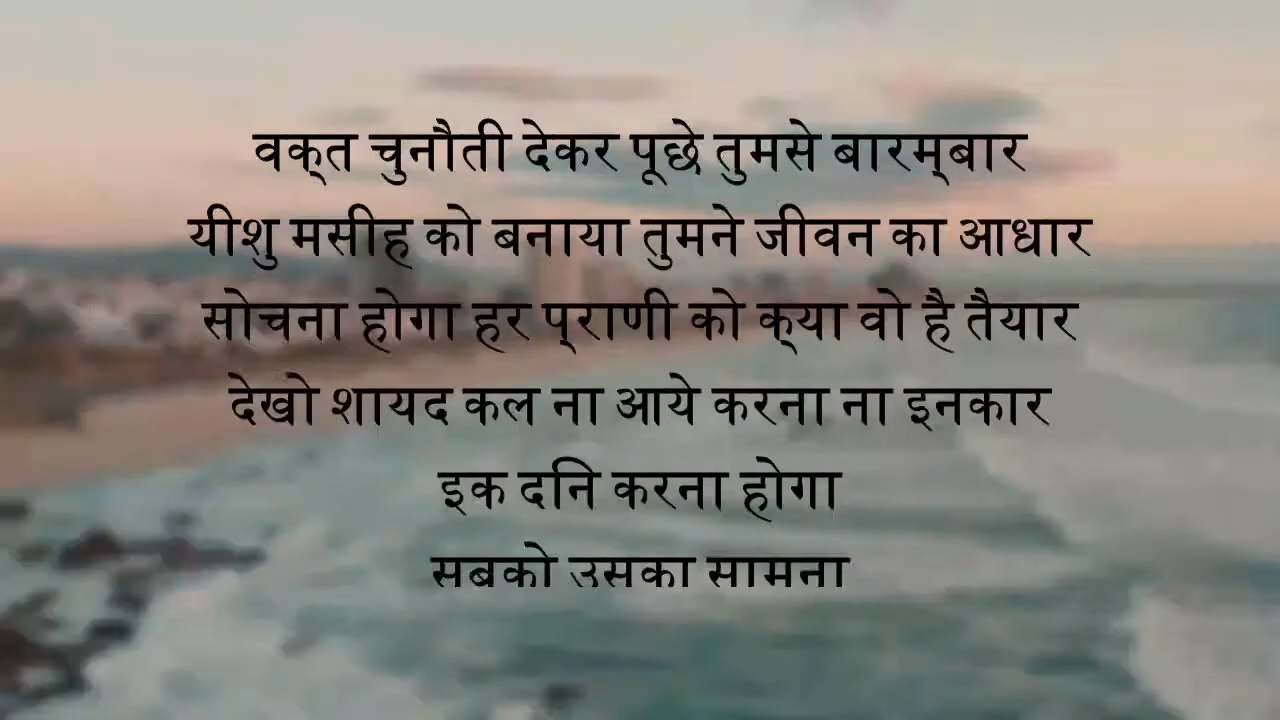 वक्‌त चुनौती देकर पूछे तुमसे बारम्‌बार
यीशु मसीह को बनाया तुमने जीवन का आधार
सोचना होगा हर प्‌राणी को क्‌या वो है तैयार
देखो शायद कल ना आये करना ना इनकार
इक दनि करना होगा
सबको उसका सामना